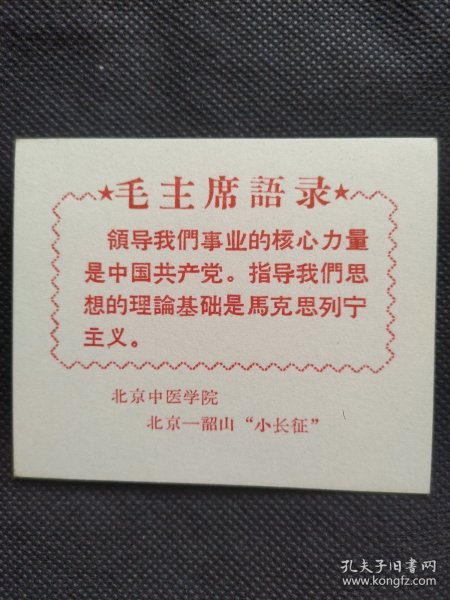 ★毛主席語录★
領导我們事业的核心力量
是中国共产党。指导我們思
想的理論基础是馬克思列宁
主义。
北京中医学院
北京—韶山“小长征”
孔夫子旧书网
www.kongfz.com